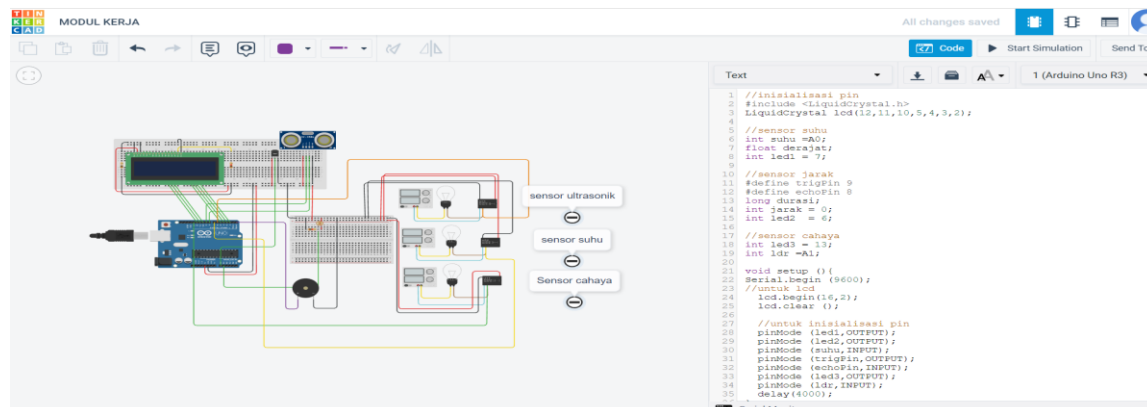 TIN
KER
CAD
MODUL KERJA
All changes saved
Code
Start Simulation
Send To
Text
1 (Arduino Uno R3)
1 //inisialisasi pin
2 #include <LiquidCrystal.h>
3 LiquidCrystal lcd(12,11,10,5,4,3,2);
4
5 //sensor suhu
6 int suhu =A0;
7 float derajat;
8 int led1 = 7;
9
10 //sensor jarak
11 #define trigPin 9
12 #define echoPin 8
13 long durasi;
14 int jarak = 0;
15 int led2 = 6;
16
17 //sensor cahaya
18 int led3 = 13;
19 int ldr =A1;
20
21 void setup (){
22 Serial.begin (9600);
23 //untuk lcd
24 lcd.begin(16,2);
25 lcd.clear ();
26
27 //untuk inisialisasi pin
28 pinMode (led1,OUTPUT);
29 pinMode (led2,OUTPUT);
30 pinMode (suhu,INPUT);
31 pinMode (trigPin,OUTPUT);
32 pinMode (echoPin,INPUT);
33 pinMode (led3,OUTPUT);
34 pinMode (ldr,INPUT);
35 delay(4000);
sensor ultrasonik
sensor suhu
Sensor cahaya